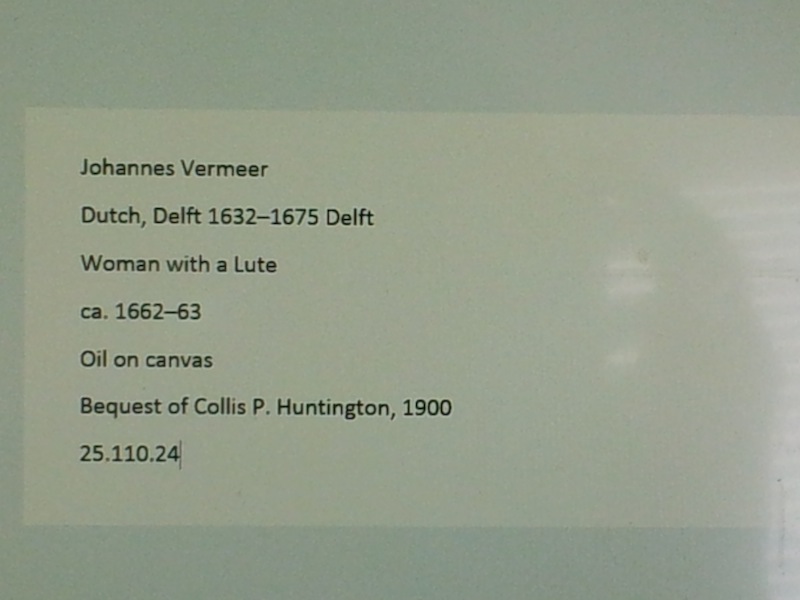 Johannes Vermeer
Dutch, Delft 1632–1675 Delft
Woman with a Lute
ca. 1662–63
Oil on canvas
Bequest of Collis P. Huntington, 1900
25.110.24